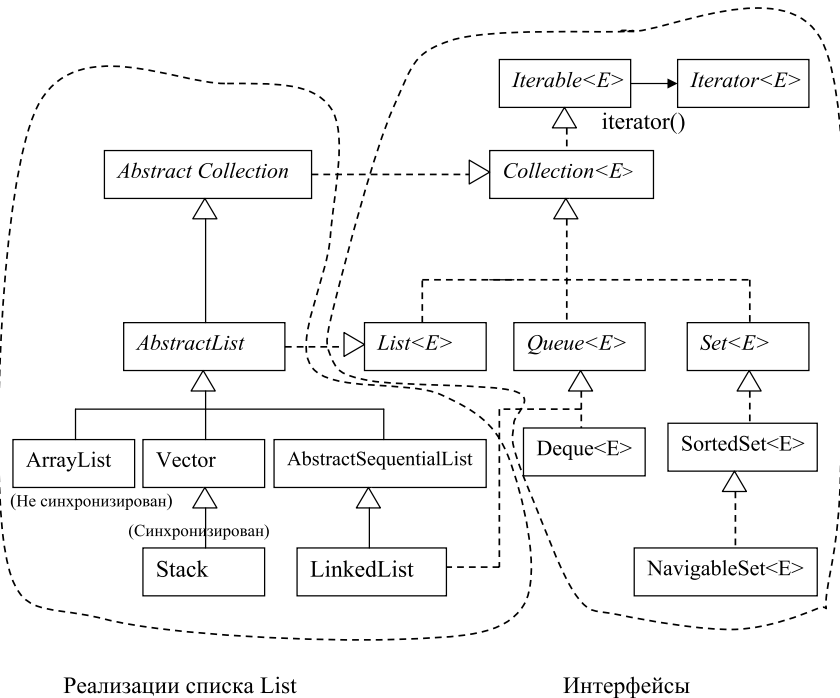 Iterable<E>
Iterator<E>
iterator()
Abstract Collection
Collection<E>
AbstractList
List<E>
Queue<E>
Set<E>
ArrayList
Vector
AbstractSequentialList
Deque<E>
SortedSet<E>
(Не синхронизирован)
(Синхронизирован)
Stack
LinkedList
NavigableSet<E>
Реализации списка List
Интерфейсы